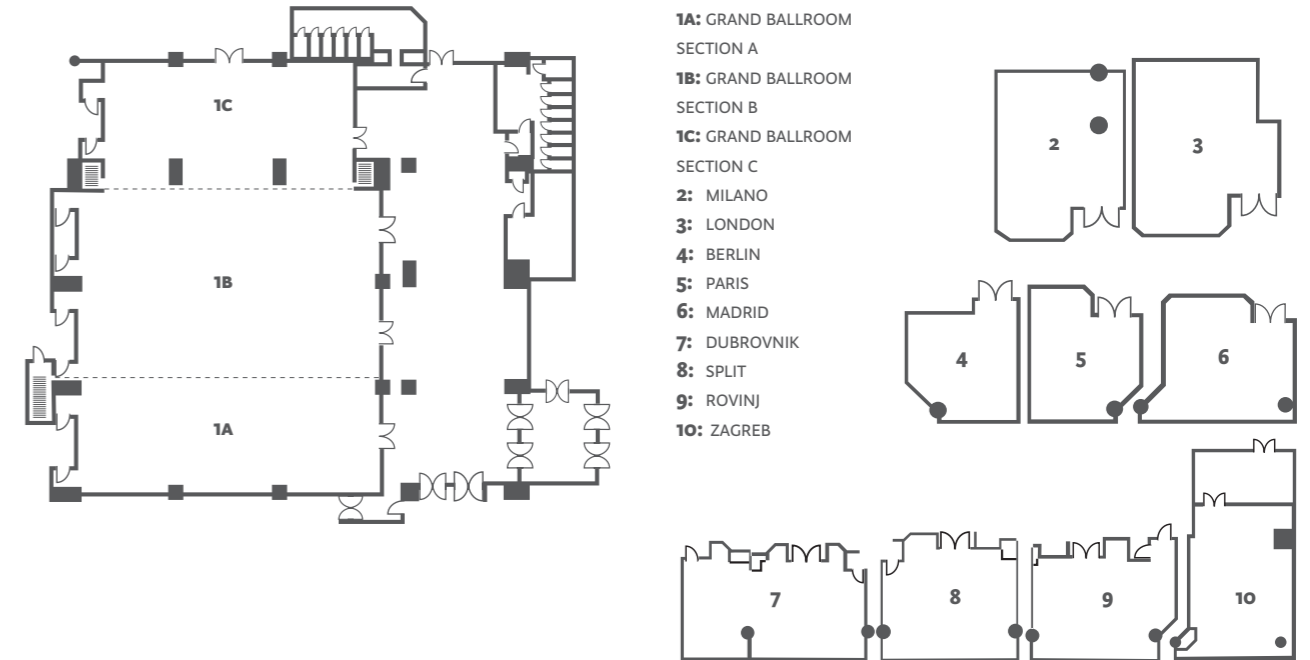 1C
1B
1A
1A: GRAND BALLROOM
SECTION A
1B: GRAND BALLROOM
SECTION B
1C: GRAND BALLROOM
SECTION C
2: MILANO
3: LONDON
4: BERLIN
5: PARIS
6: MADRID
7: DUBROVNIK
8: SPLIT
9: ROVINJ
10: ZAGREB
2
3
4
5
6
7
8
9
10